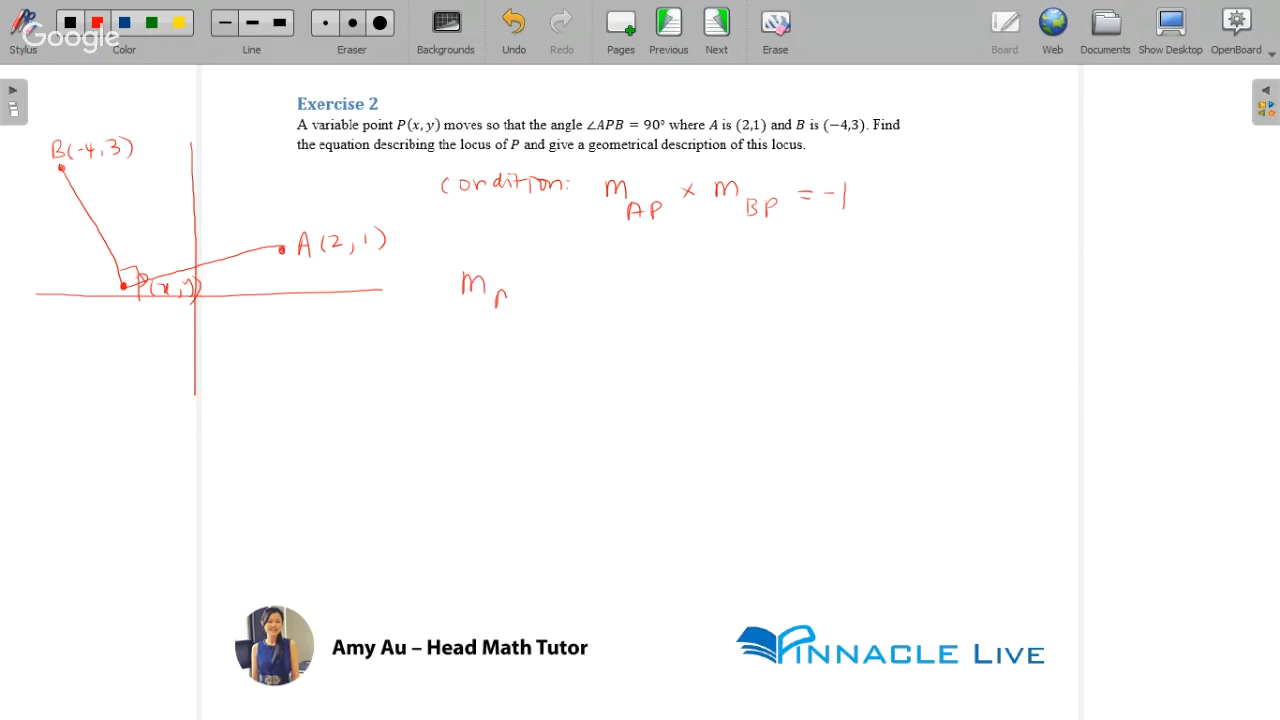 Stylus
Color
Line
Eraser
Backgrounds
Undo
Redo
Pages
Previous
Next
Erase
Board
Web
Documents
Show Desktop
OpenBoard
Google
Exercise 2
A variable point P(x, y) moves so that the angle ∠APB = 90° where A is (2,1) and B is (−4,3). Find
the equation describing the locus of P and give a geometrical description of this locus.
B(-4,3)
A(2,1)
P(x,y)
condition: m_AP × m_BP = -1
m
Amy Au – Head Math Tutor
PINNACLE LIVE